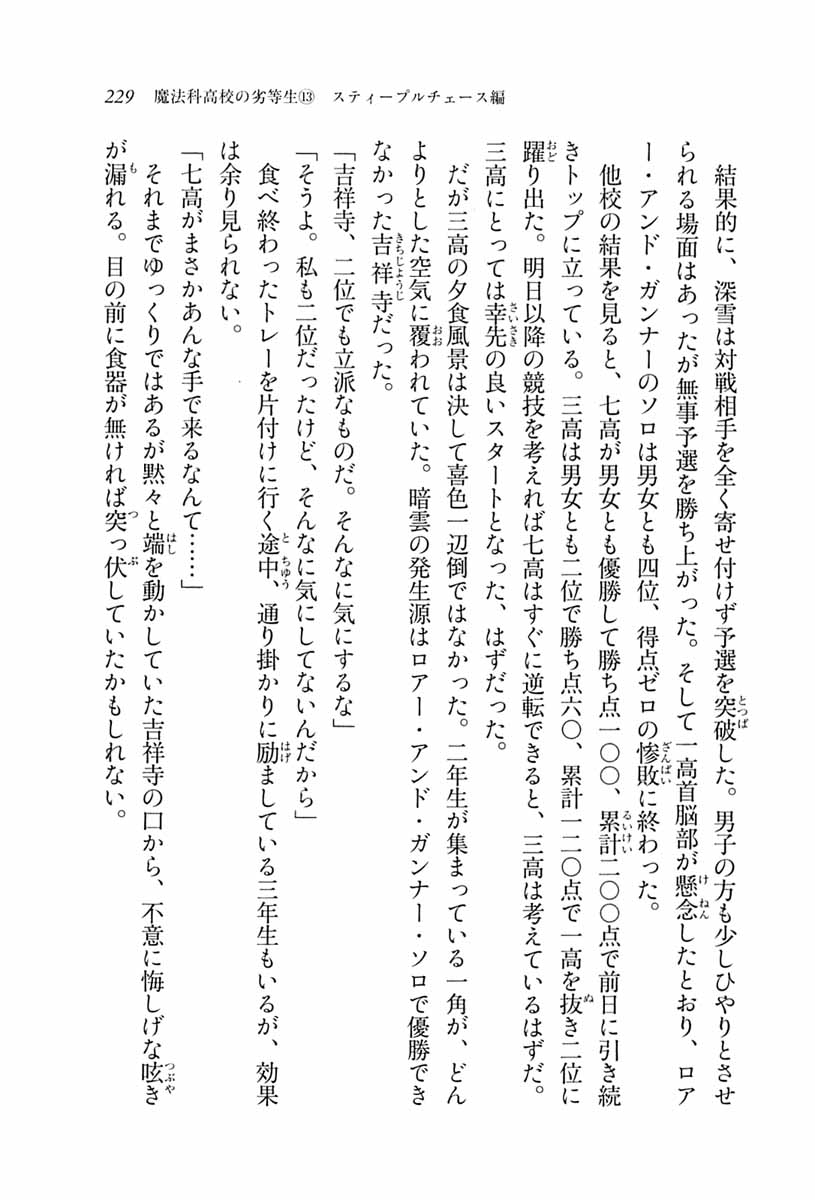 229　魔法科高校の劣等生⑬　スティープルチェース編
　結果的に、深雪は対戦相手を全く寄せ付けず予選を突破した。男子の方も少しひやりとさせ
られる場面はあったが無事予選を勝ち上がった。そして一高首脳部が懸念したとおり、ロア
ー・アンド・ガンナーのソロは男女とも四位、得点ゼロの惨敗に終わった。
　他校の結果を見ると、七高が男女とも優勝して勝ち点一〇〇、累計二〇〇点で前日に引き続
きトップに立っている。三高は男女とも二位で勝ち点六〇、累計一二〇点で一高を抜き二位に
躍り出た。明日以降の競技を考えれば七高はすぐに逆転できると、三高は考えているはずだ。
三高にとっては幸先の良いスタートとなった、はずだった。
　だが三高の夕食風景は決して喜色一辺倒ではなかった。二年生が集まっている一角が、どん
よりとした空気に覆われていた。暗雲の発生源はロアー・アンド・ガンナー・ソロで優勝でき
なかった吉祥寺だった。
「吉祥寺、二位でも立派なものだ。そんなに気にするな」
「そうよ。私も二位だったけど、そんなに気にしてないんだから」
　食べ終わったトレーを片付けに行く途中、通り掛かりに励ましている三年生もいるが、効果
は余り見られない。
「七高がまさかあんな手で来るなんて……」
　それまでゆっくりではあるが黙々と端を動かしていた吉祥寺の口から、不意に悔しげな呟き
が漏れる。目の前に食器が無ければ突っ伏していたかもしれない。